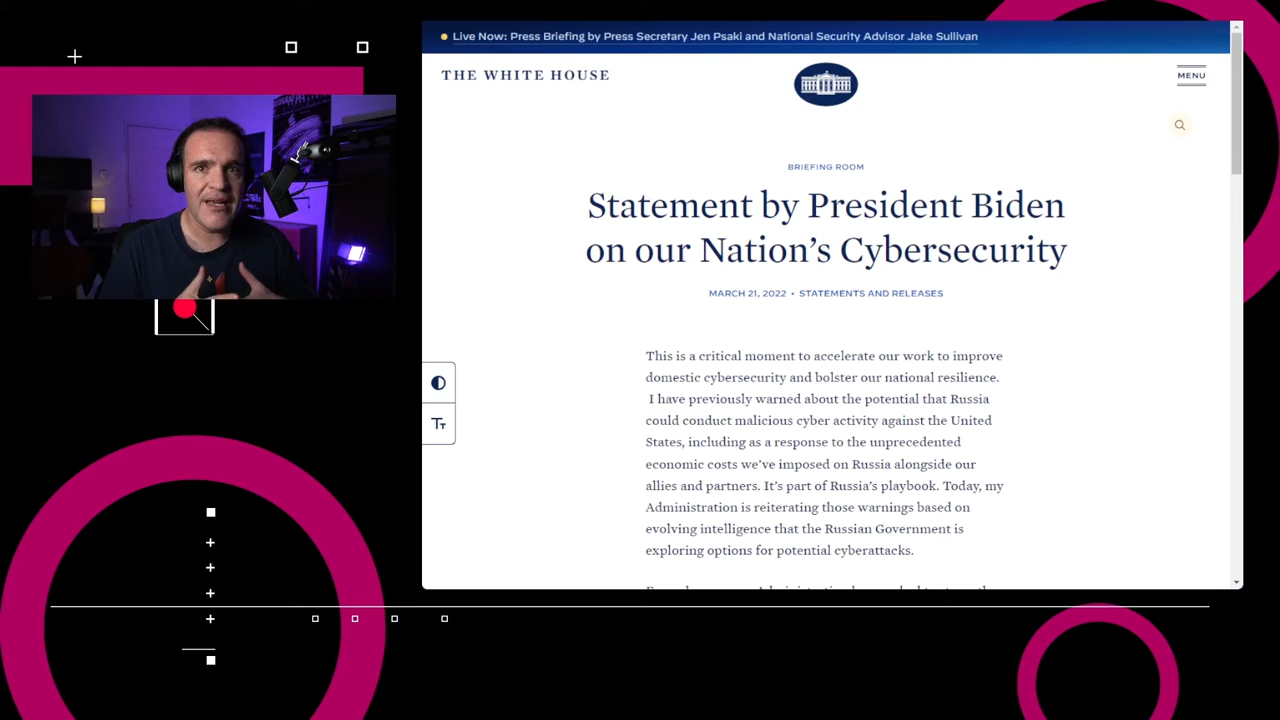 Live Now: Press Briefing by Press Secretary Jen Psaki and National Security Advisor Jake Sullivan
THE WHITE HOUSE
MENU
BRIEFING ROOM
Statement by President Biden
on our Nation’s Cybersecurity
MARCH 21, 2022 • STATEMENTS AND RELEASES
This is a critical moment to accelerate our work to improve
domestic cybersecurity and bolster our national resilience.
I have previously warned about the potential that Russia
could conduct malicious cyber activity against the United
States, including as a response to the unprecedented
economic costs we’ve imposed on Russia alongside our
allies and partners. It’s part of Russia’s playbook. Today, my
Administration is reiterating those warnings based on
evolving intelligence that the Russian Government is
exploring options for potential cyberattacks.
TT